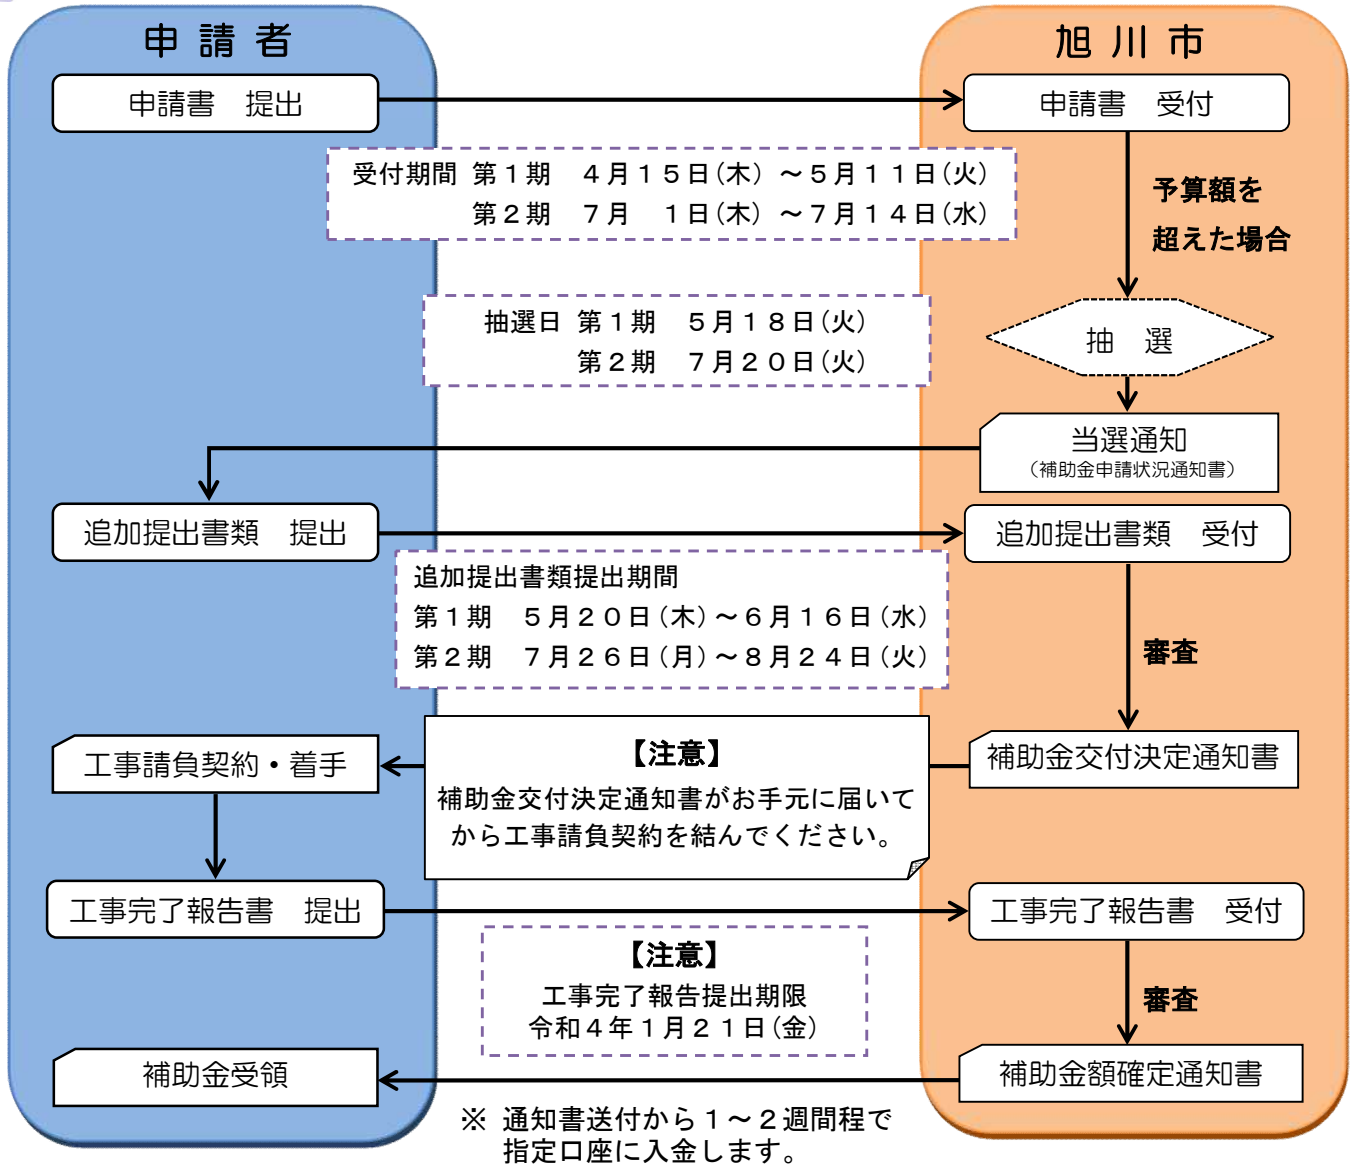 申請者
旭川市
申請書　提出
申請書　受付
受付期間 第１期　４月１５日(木) ～５月１１日(火)
第２期　７月　１日(木) ～７月１４日(水)
予算額を
超えた場合
抽選日 第１期　５月１８日(火)
第２期　７月２０日(火)
抽　選
当選通知
（補助金申請状況通知書）
追加提出書類　提出
追加提出書類　受付
追加提出書類提出期間
第１期　５月２０日(木)～６月１６日(水)
第２期　７月２６日(月)～８月２４日(火)
審査
工事請負契約・着手
【注意】
補助金交付決定通知書がお手元に届いて
から工事請負契約を結んでください。
補助金交付決定通知書
工事完了報告書　提出
工事完了報告書　受付
【注意】
工事完了報告提出期限
令和４年１月２１日(金)
審査
補助金受領
補助金額確定通知書
※ 通知書送付から１～２週間程で
指定口座に入金します。